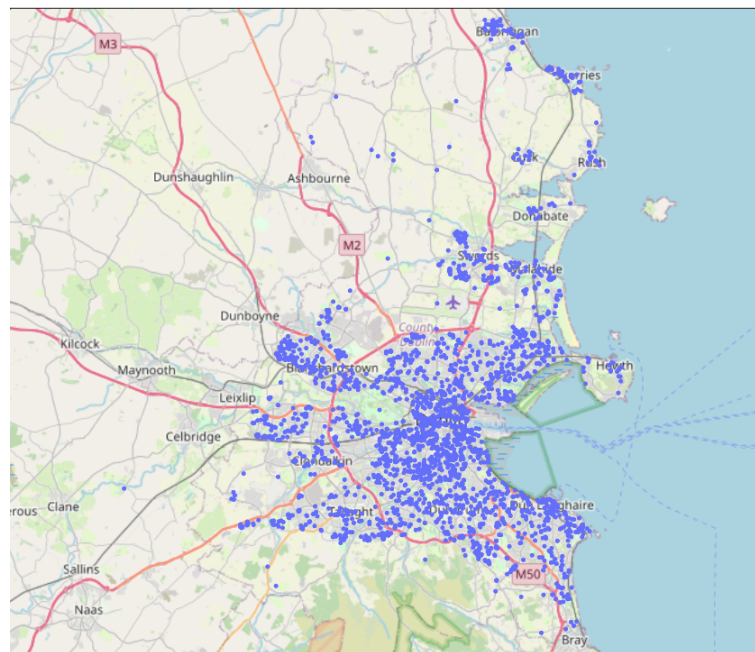 M3
Balbriggan
Skerries
Lusk
Rush
Dunshaughlin
Ashbourne
Donabate
M2
Swords
Malahide
Dunboyne
County
Dublin
Kilcock
Blanchardstown
Howth
Maynooth
Leixlip
Celbridge
Clondalkin
Clane
erous
Tallaght
Dundrum
Dún Laoghaire
Sallins
M50
Naas
Bray